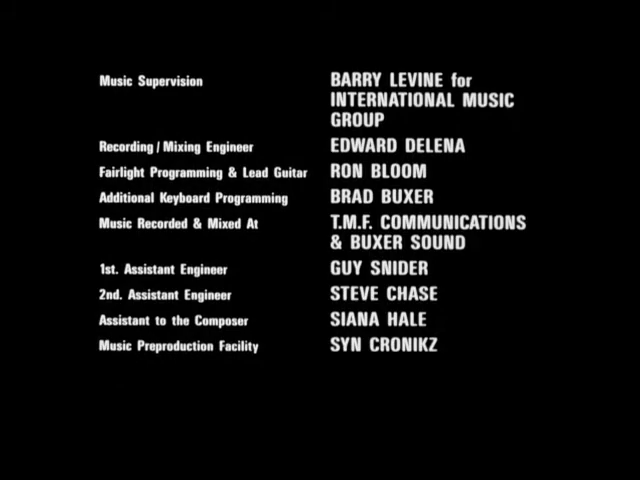 Music Supervision BARRY LEVINE for
INTERNATIONAL MUSIC
GROUP
Recording / Mixing Engineer EDWARD DELENA
Fairlight Programming & Lead Guitar RON BLOOM
Additional Keyboard Programming BRAD BUXER
Music Recorded & Mixed At T.M.F. COMMUNICATIONS
& BUXER SOUND
1st. Assistant Engineer GUY SNIDER
2nd. Assistant Engineer STEVE CHASE
Assistant to the Composer SIANA HALE
Music Preproduction Facility SYN CRONIKZ